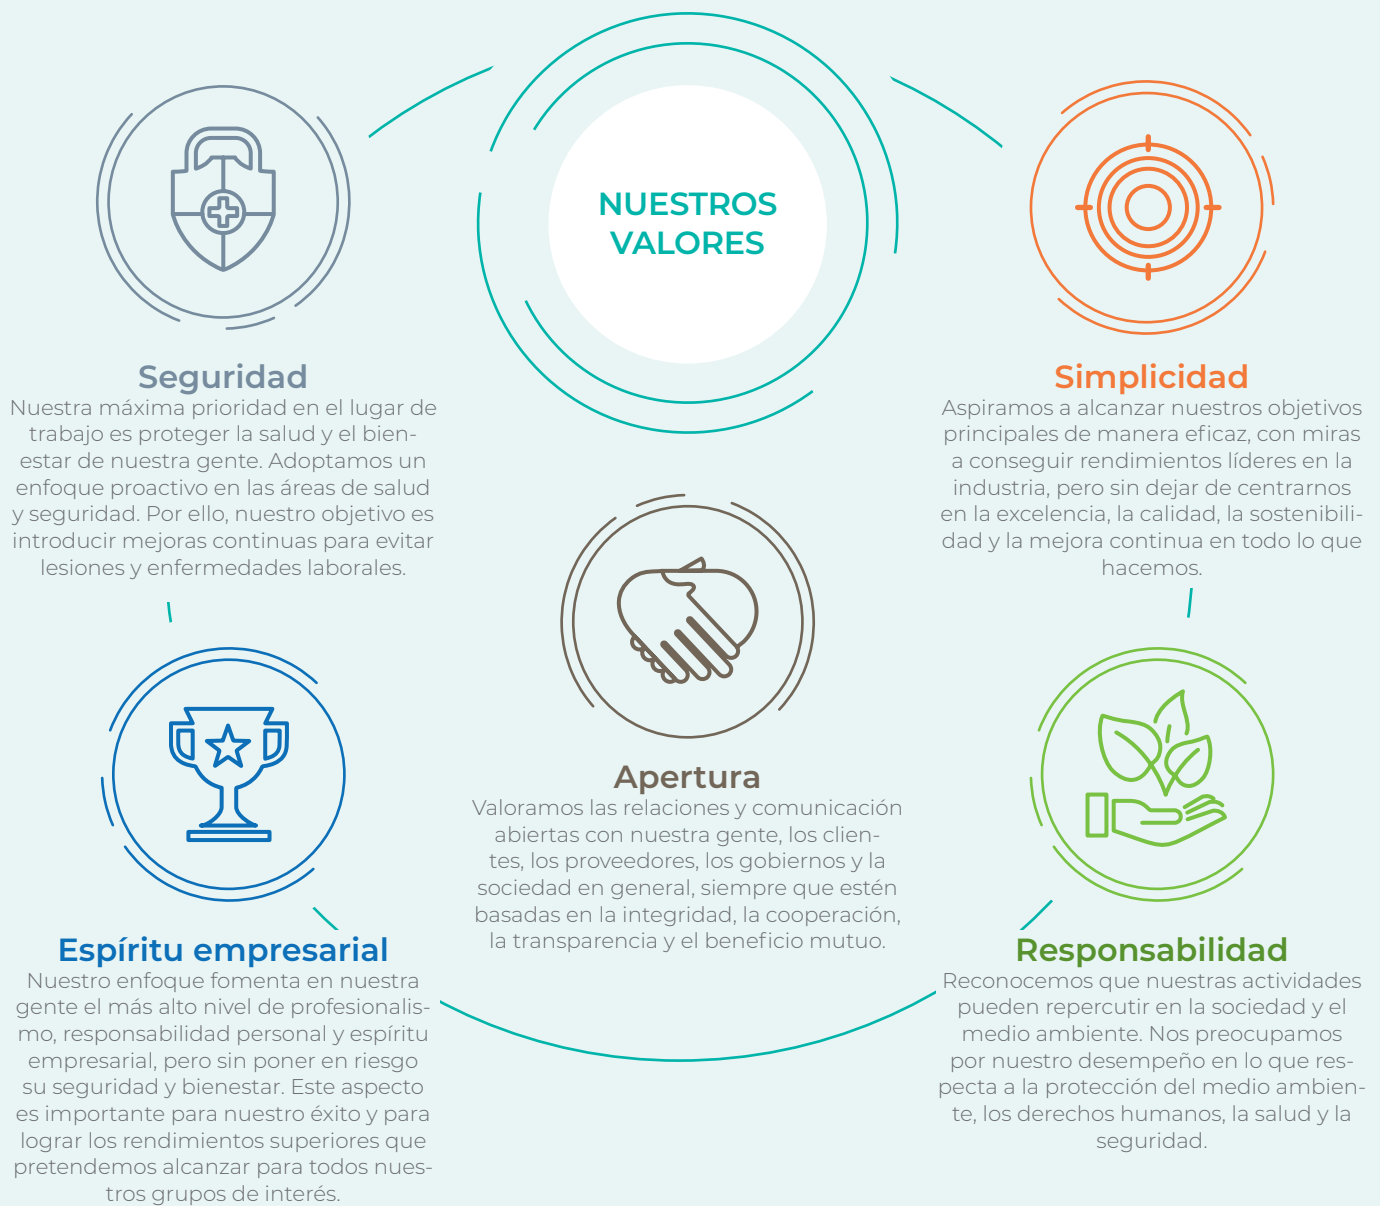 NUESTROS
VALORES
Seguridad
Nuestra máxima prioridad en el lugar de
trabajo es proteger la salud y el bien-
estar de nuestra gente. Adoptamos un
enfoque proactivo en las áreas de salud
y seguridad. Por ello, nuestro objetivo es
introducir mejoras continuas para evitar
lesiones y enfermedades laborales.
Simplicidad
Aspiramos a alcanzar nuestros objetivos
principales de manera eficaz, con miras
a conseguir rendimientos líderes en la
industria, pero sin dejar de centrarnos
en la excelencia, la calidad, la sostenibili-
dad y la mejora continua en todo lo que
hacemos.
Apertura
Valoramos las relaciones y comunicación
abiertas con nuestra gente, los clien-
tes, los proveedores, los gobiernos y la
sociedad en general, siempre que estén
basadas en la integridad, la cooperación,
la transparencia y el beneficio mutuo.
Espíritu empresarial
Nuestro enfoque fomenta en nuestra
gente el más alto nivel de profesionalis-
mo, responsabilidad personal y espíritu
empresarial, pero sin poner en riesgo
su seguridad y bienestar. Este aspecto
es importante para nuestro éxito y para
lograr los rendimientos superiores que
pretendemos alcanzar para todos nues-
tros grupos de interés.
Responsabilidad
Reconocemos que nuestras actividades
pueden repercutir en la sociedad y el
medio ambiente. Nos preocupamos
por nuestro desempeño en lo que res-
pecta a la protección del medio ambien-
te, los derechos humanos, la salud y la
seguridad.